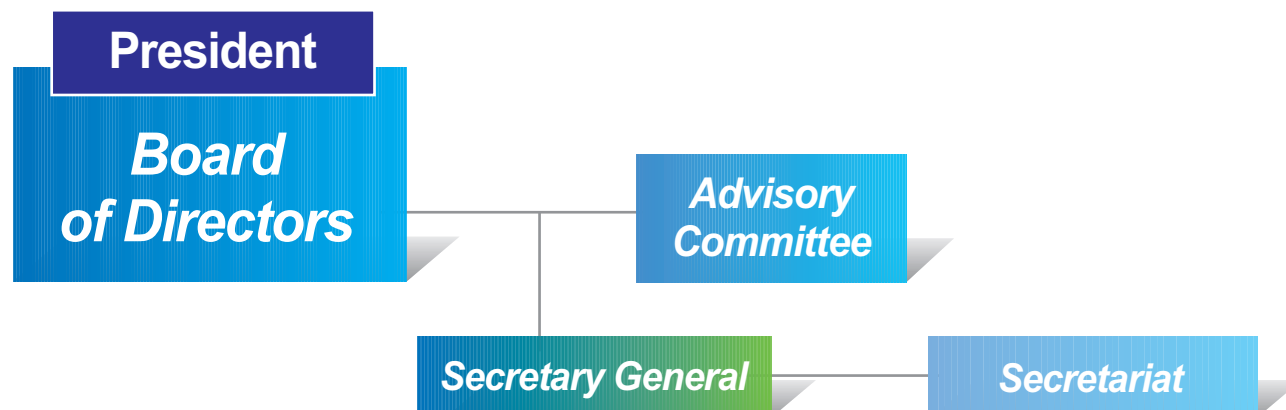 President
Board
of Directors
Advisory
Committee
Secretary General
Secretariat